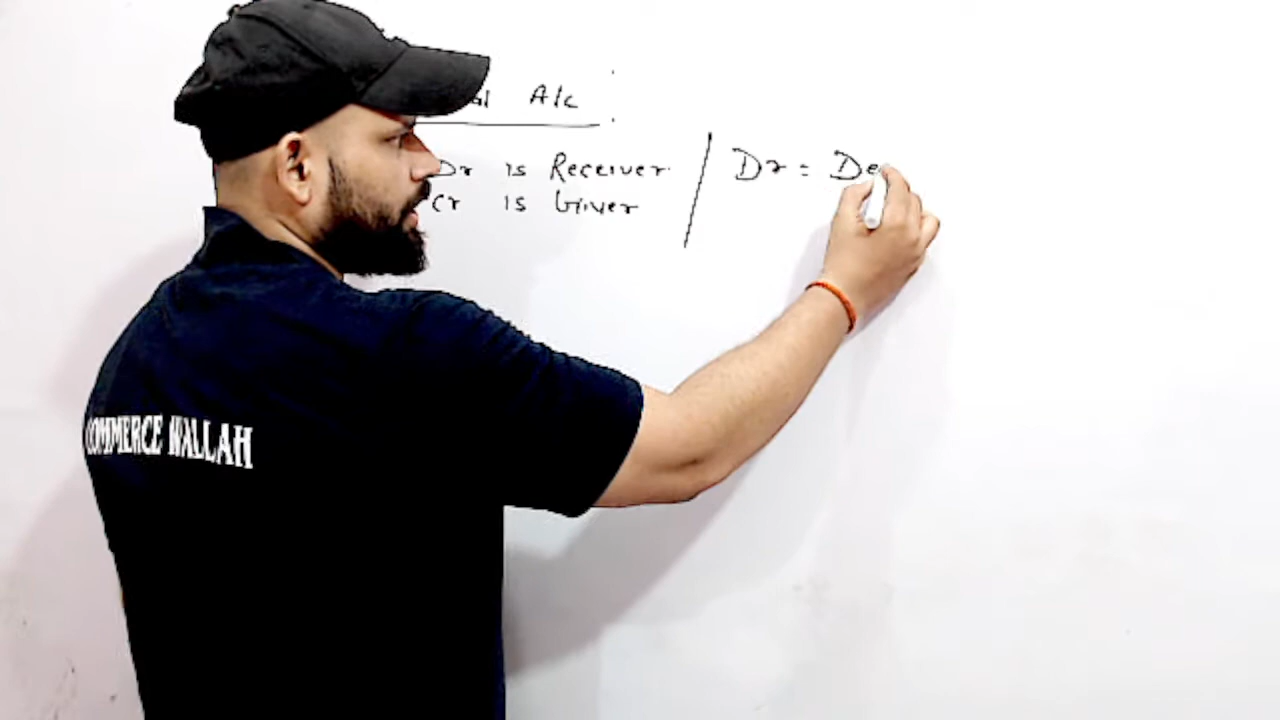 A/c
Dr is Receiver
Cr is Giver
Dr = De
COMMERCE WALLAH